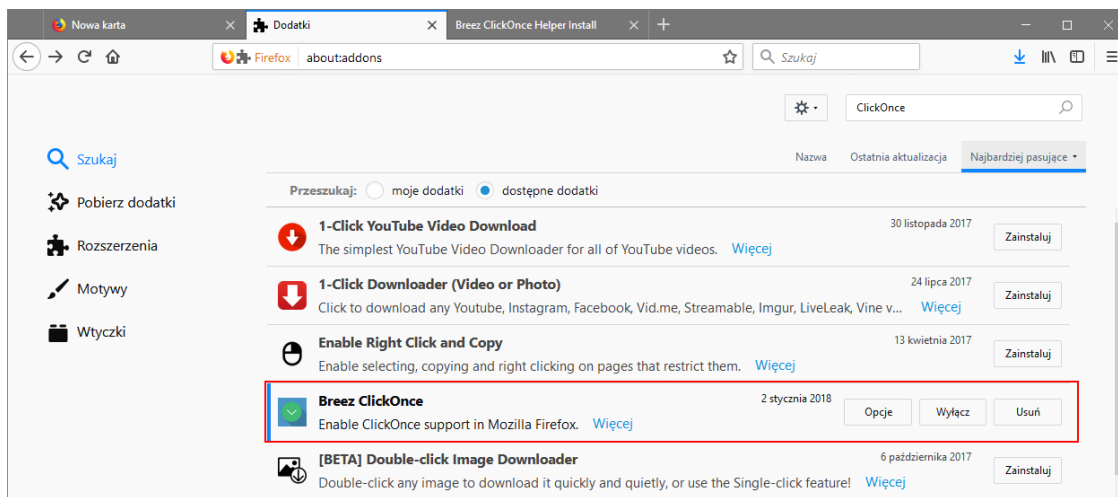 Nowa karta
Dodatki
Breez ClickOnce Helper Install
Firefox about:addons
Szukaj
ClickOnce
Szukaj
Nazwa Ostatnia aktualizacja Najbardziej pasujące
Przeszukaj: moje dodatki dostępne dodatki
Pobierz dodatki
Rozszerzenia
Motywy
Wtyczki
1-Click YouTube Video Download 30 listopada 2017
The simplest YouTube Video Downloader for all of YouTube videos. Więcej
Zainstaluj
1-Click Downloader (Video or Photo) 24 lipca 2017
Click to download any Youtube, Instagram, Facebook, Vid.me, Streamable, Imgur, LiveLeak, Vine v... Więcej
Zainstaluj
Enable Right Click and Copy 13 kwietnia 2017
Enable selecting, copying and right clicking on pages that restrict them. Więcej
Zainstaluj
Breez ClickOnce 2 stycznia 2018
Enable ClickOnce support in Mozilla Firefox. Więcej
Opcje Wyłącz Usuń
[BETA] Double-click Image Downloader 6 października 2017
Double-click any image to download it quickly and quietly, or use the Single-click feature! Więcej
Zainstaluj